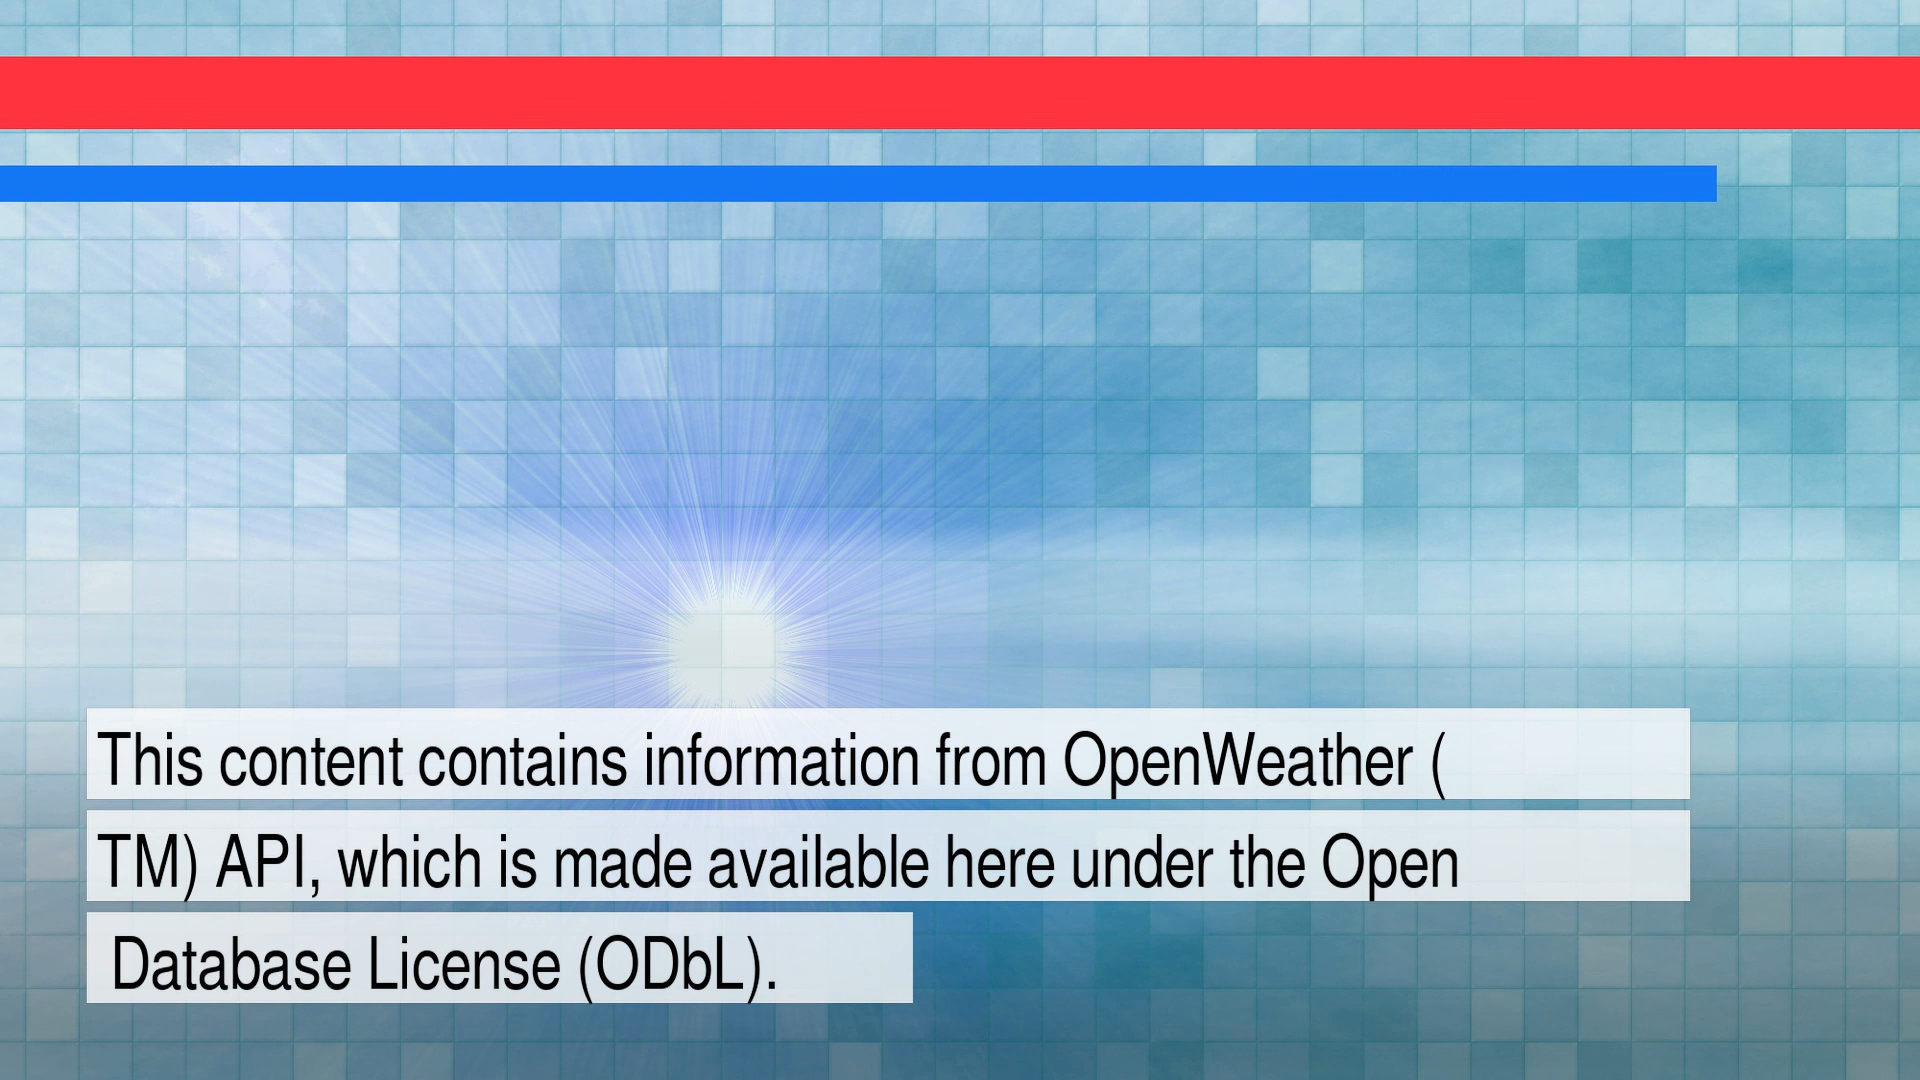 This content contains information from OpenWeather (
TM) API, which is made available here under the Open
Database License (ODbL).